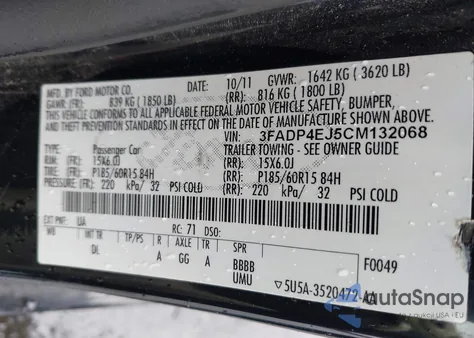 MFD. BY FORD MOTOR CO.
DATE: 10/11 GVWR: 1642 KG ( 3620 LB)
GAWR: (FR): 839 KG ( 1850 LB) (RR): 816 KG ( 1800 LB)
THIS VEHICLE CONFORMS TO ALL APPLICABLE FEDERAL MOTOR VEHICLE SAFETY, BUMPER,
AND THEFT PREVENTION STANDARDS IN EFFECT ON THE DATE OF MANUFACTURE SHOWN ABOVE.
VIN: 3FADP4EJ5CM132068
TYPE: Passenger Car TRAILER TOWING - SEE OWNER GUIDE
RIM: 15X6.0J (RR): 15X6.0J
TIRE: P185/60R15 84H (RR): P185/60R15 84H
PRES: (FR): 220 kPa/ 32 PSI COLD (RR): 220 kPa/ 32 PSI COLD
EXT PNT: UA RC: 71 DSO:
WB INT TR TP/PS R AXLE TR SPR
DL A GG A BBBB F0049
UMU
5U5A-3520472-AA
AutoSnap